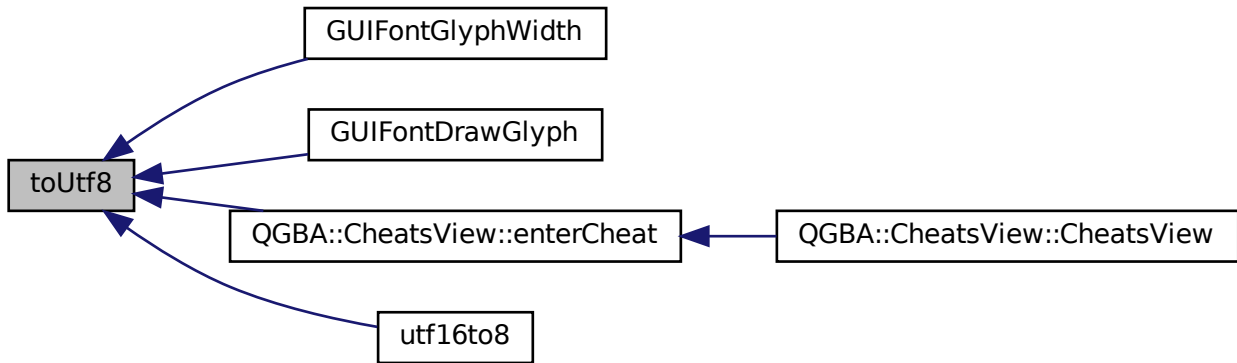 GUIFontGlyphWidth
GUIFontDrawGlyph
toUtf8
QGBA::CheatsView::enterCheat
QGBA::CheatsView::CheatsView
utf16to8